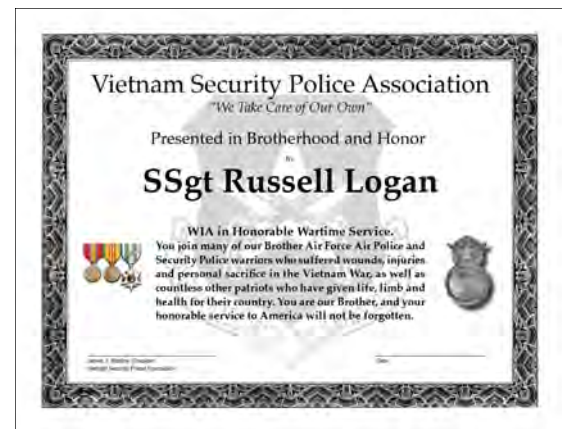 Vietnam Security Police Association
"We Take Care of Our Own"
Presented in Brotherhood and Honor
SSgt Russell Logan
WIA in Honorable Wartime Service.
You join many of our Brother Air Force Air Police and
Security Police warriors who suffered wounds, injuries
and personal sacrifice in the Vietnam War, as well as
countless other patriots who have given life, limb and
health for their country. You are our Brother, and your
honorable service to America will not be forgotten.
Vietnam Security Police Association